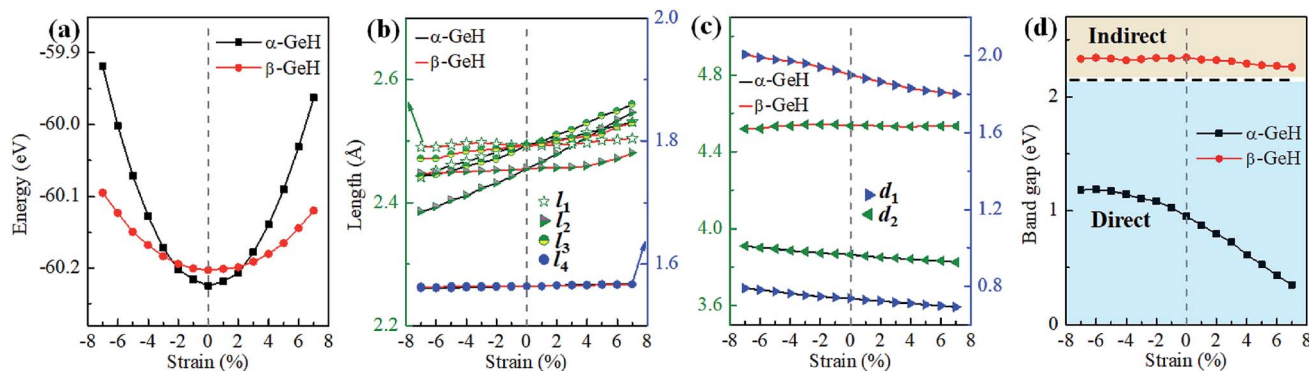 (a)
α-GeH
β-GeH
Energy (eV)
-59.9
-60.0
-60.1
-60.2
-8 -6 -4 -2 0 2 4 6 8
Strain (%)
(b)
α-GeH
β-GeH
Length (A)
2.6
2.4
2.2
2.0
1.8
1.6
l1
l2
l3
l4
-8 -6 -4 -2 0 2 4 6 8
Strain (%)
(c)
α-GeH
β-GeH
4.8
4.4
4.0
3.6
2.0
1.6
1.2
0.8
d1
d2
-8 -6 -4 -2 0 2 4 6 8
Strain (%)
(d)
Indirect
α-GeH
β-GeH
Direct
Band gap (eV)
2
1
0
-8 -6 -4 -2 0 2 4 6 8
Strain (%)